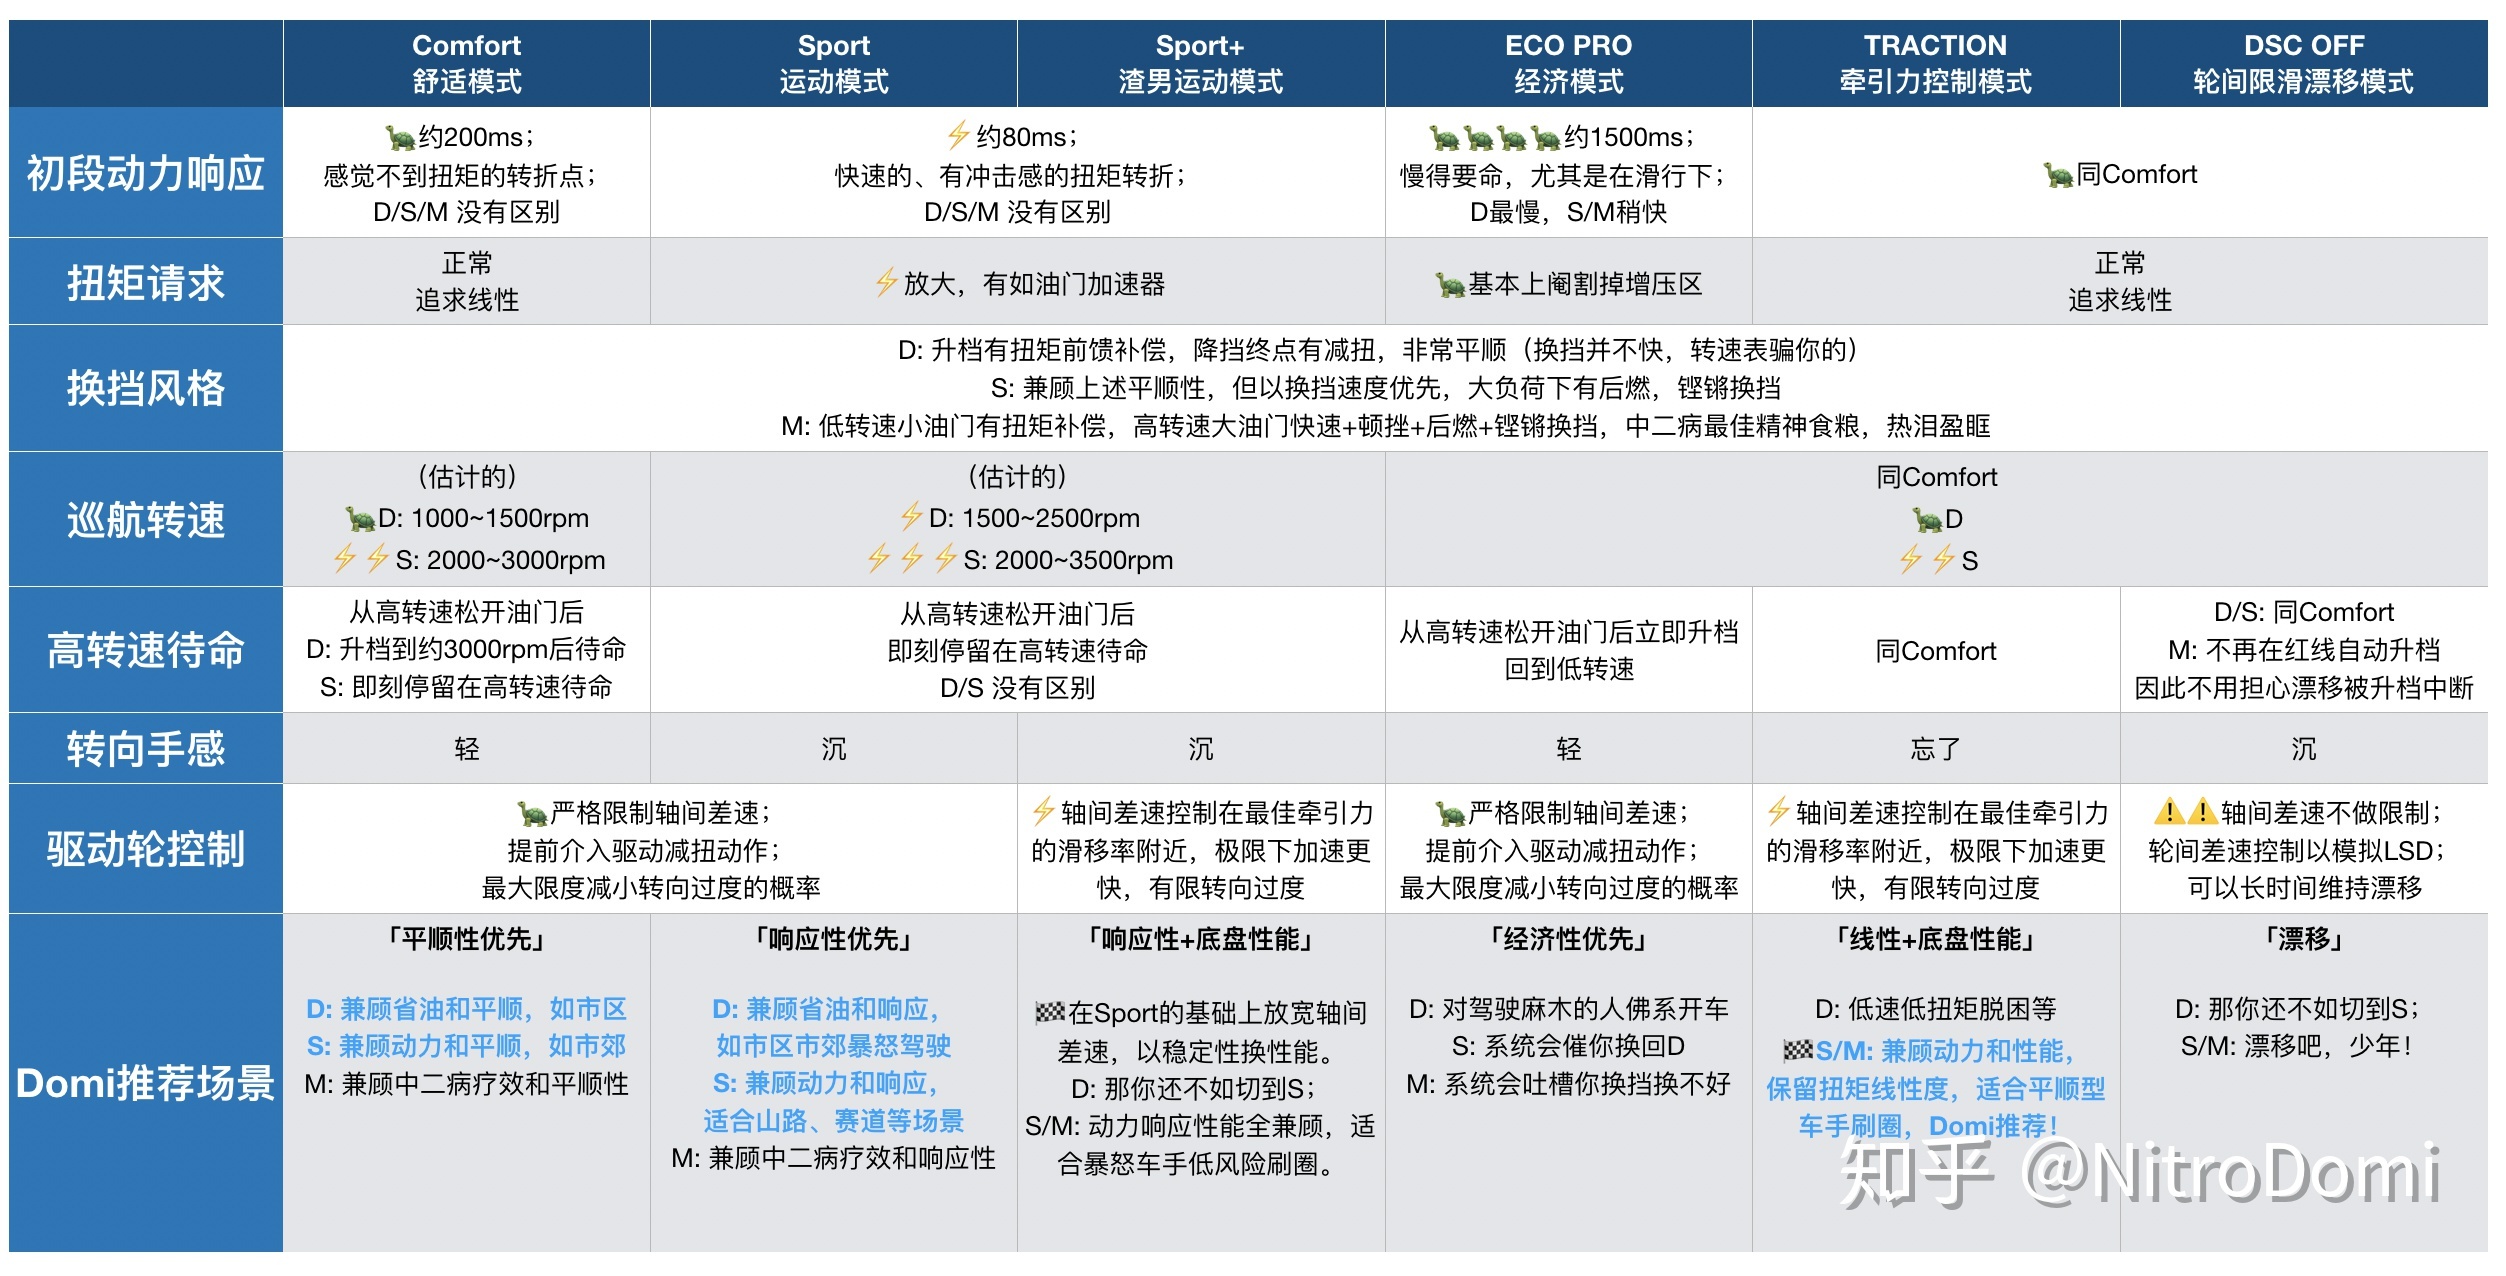 Comfort
舒适模式
Sport
运动模式
Sport+
渣男运动模式
ECO PRO
经济模式
TRACTION
牵引力控制模式
DSC OFF
轮间限滑漂移模式
初段动力响应
🐢约200ms；
感觉不到扭矩的转折点；
D/S/M 没有区别
⚡约80ms；
快速的、有冲击感的扭矩转折；
D/S/M 没有区别
🐢🐢🐢🐢约1500ms；
慢得要命，尤其是在滑行下；
D最慢，S/M稍快
🐢同Comfort
扭矩请求
正常
追求线性
⚡放大，有如油门加速器
🐢基本上阉割掉增压区
正常
追求线性
换挡风格
D: 升档有扭矩前馈补偿，降挡终点有减扭，非常平顺（换挡并不快，转速表骗你的）
S: 兼顾上述平顺性，但以换挡速度优先，大负荷下有后燃，铿锵换挡
M: 低转速小油门有扭矩补偿，高转速大油门快速+顿挫+后燃+铿锵换挡，中二病最佳精神食粮，热泪盈眶
巡航转速
（估计的）
🐢D: 1000~1500rpm
⚡⚡S: 2000~3000rpm
（估计的）
⚡D: 1500~2500rpm
⚡⚡⚡S: 2000~3500rpm
同Comfort
🐢D
⚡⚡S
高转速待命
从高转速松开油门后
D: 升档到约3000rpm后待命
S: 即刻停留在高转速待命
从高转速松开油门后
即刻停留在高转速待命
D/S 没有区别
从高转速松开油门后立即升档
回到低转速
同Comfort
D/S: 同Comfort
M: 不再在红线自动升档
因此不用担心漂移被升档中断
转向手感
轻
沉
沉
轻
忘了
沉
驱动轮控制
🐢严格限制轴间差速；
提前介入驱动减扭动作；
最大限度减小转向过度的概率
⚡轴间差速控制在最佳牵引力
的滑移率附近，极限下加速更
快，有限转向过度
🐢严格限制轴间差速；
提前介入驱动减扭动作；
最大限度减小转向过度的概率
⚡轴间差速控制在最佳牵引力
的滑移率附近，极限下加速更
快，有限转向过度
⚠️⚠️轴间差速不做限制；
轮间差速控制以模拟LSD；
可以长时间维持漂移
Domi推荐场景
「平顺性优先」
D: 兼顾省油和平顺，如市区
S: 兼顾动力和平顺，如市郊
M: 兼顾中二病疗效和平顺性
「响应性优先」
D: 兼顾省油和响应，
如市区市郊暴怒驾驶
S: 兼顾动力和响应，
适合山路、赛道等场景
M: 兼顾中二病疗效和响应性
「响应性+底盘性能」
🏁在Sport的基础上放宽轴间
差速，以稳定性换性能。
D: 那你还不如切到S；
S/M: 动力响应性能全兼顾，适
合暴怒车手低风险刷圈。
「经济性优先」
D: 对驾驶麻木的人佛系开车
S: 系统会催你换回D
M: 系统会吐槽你换挡换不好
「线性+底盘性能」
D: 低速低扭矩脱困等
🏁S/M: 兼顾动力和性能，
保留扭矩线性度，适合平顺型
车手刷圈，Domi推荐！
「漂移」
D: 那你还不如切到S；
S/M: 漂移吧，少年！
知乎 @NitroDomi